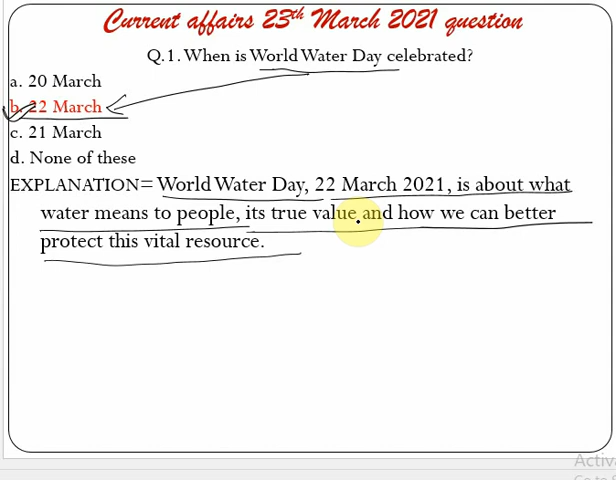 Current affairs 23th March 2021 question
Q.1. When is World Water Day celebrated?
a. 20 March
b. 22 March
c. 21 March
d. None of these
EXPLANATION= World Water Day, 22 March 2021, is about what
water means to people, its true value and how we can better
protect this vital resource.
Activ